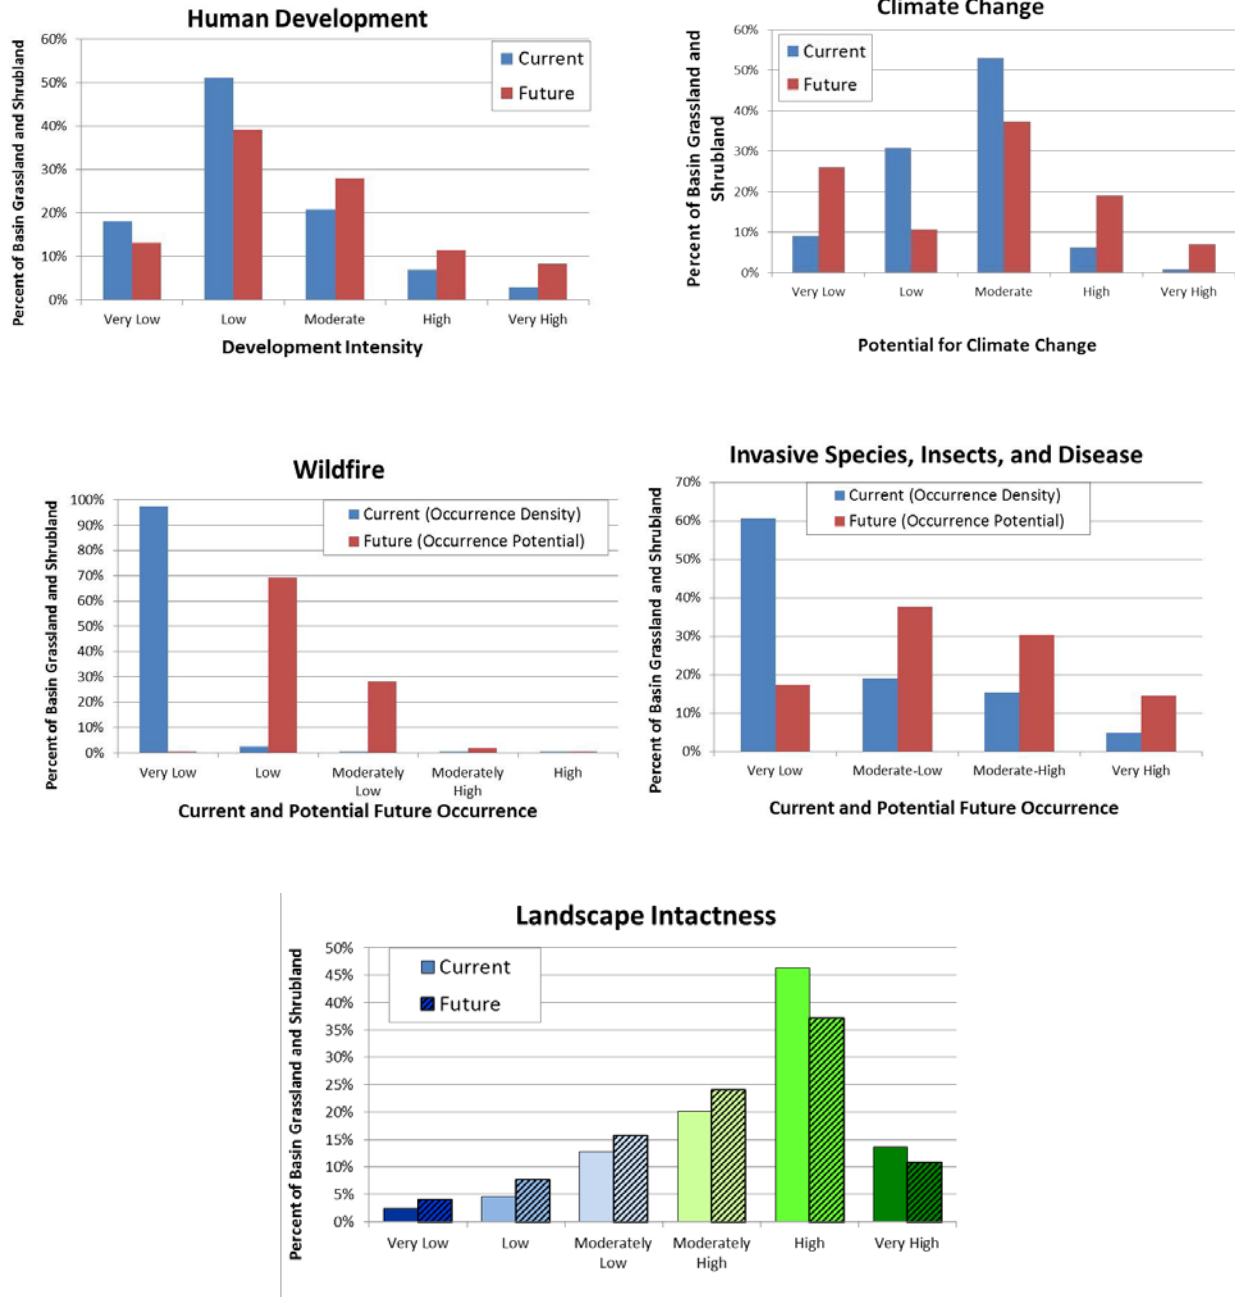 Human Development
Percent of Basin Grassland and Shrubland
60%
50%
40%
30%
20%
10%
0%
Current
Future
Very Low Low Moderate High Very High
Development Intensity
Climate Change
Percent of Basin Grassland and
Shrubland
60%
50%
40%
30%
20%
10%
0%
Current
Future
Very Low Low Moderate High Very High
Potential for Climate Change
Wildfire
Percent of Basin Grassland and Shrubland
100%
90%
80%
70%
60%
50%
40%
30%
20%
10%
0%
Current (Occurrence Density)
Future (Occurrence Potential)
Very Low Low Moderately Moderately High
Low High
Current and Potential Future Occurrence
Invasive Species, Insects, and Disease
Percent of Basin Grassland and Shrubland
70%
60%
50%
40%
30%
20%
10%
0%
Current (Occurrence Density)
Future (Occurrence Potential)
Very Low Moderate-Low Moderate-High Very High
Current and Potential Future Occurrence
Landscape Intactness
Percent of Basin Grassland and Shrubland
50%
45%
40%
35%
30%
25%
20%
15%
10%
5%
0%
Current
Future
Very Low Low Moderately Moderately High Very High
Low High